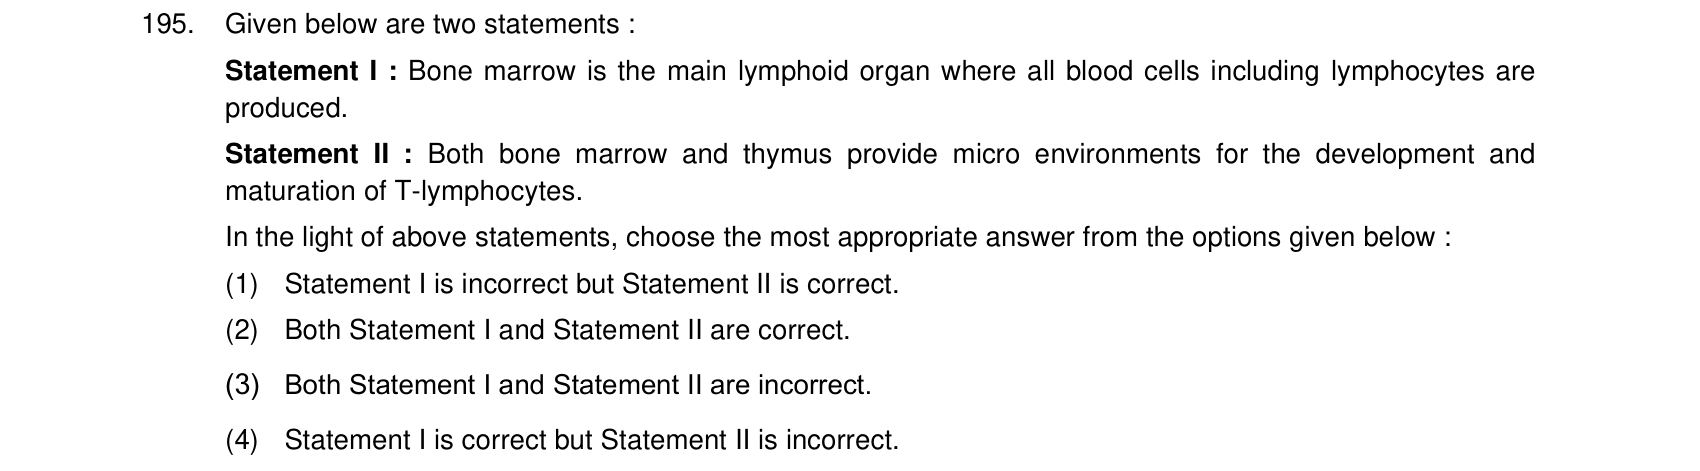 195. Given below are two statements :
Statement I : Bone marrow is the main lymphoid organ where all blood cells including lymphocytes are
produced.
Statement II : Both bone marrow and thymus provide micro environments for the development and
maturation of T-lymphocytes.
In the light of above statements, choose the most appropriate answer from the options given below :
(1) Statement I is incorrect but Statement II is correct.
(2) Both Statement I and Statement II are correct.
(3) Both Statement I and Statement II are incorrect.
(4) Statement I is correct but Statement II is incorrect.